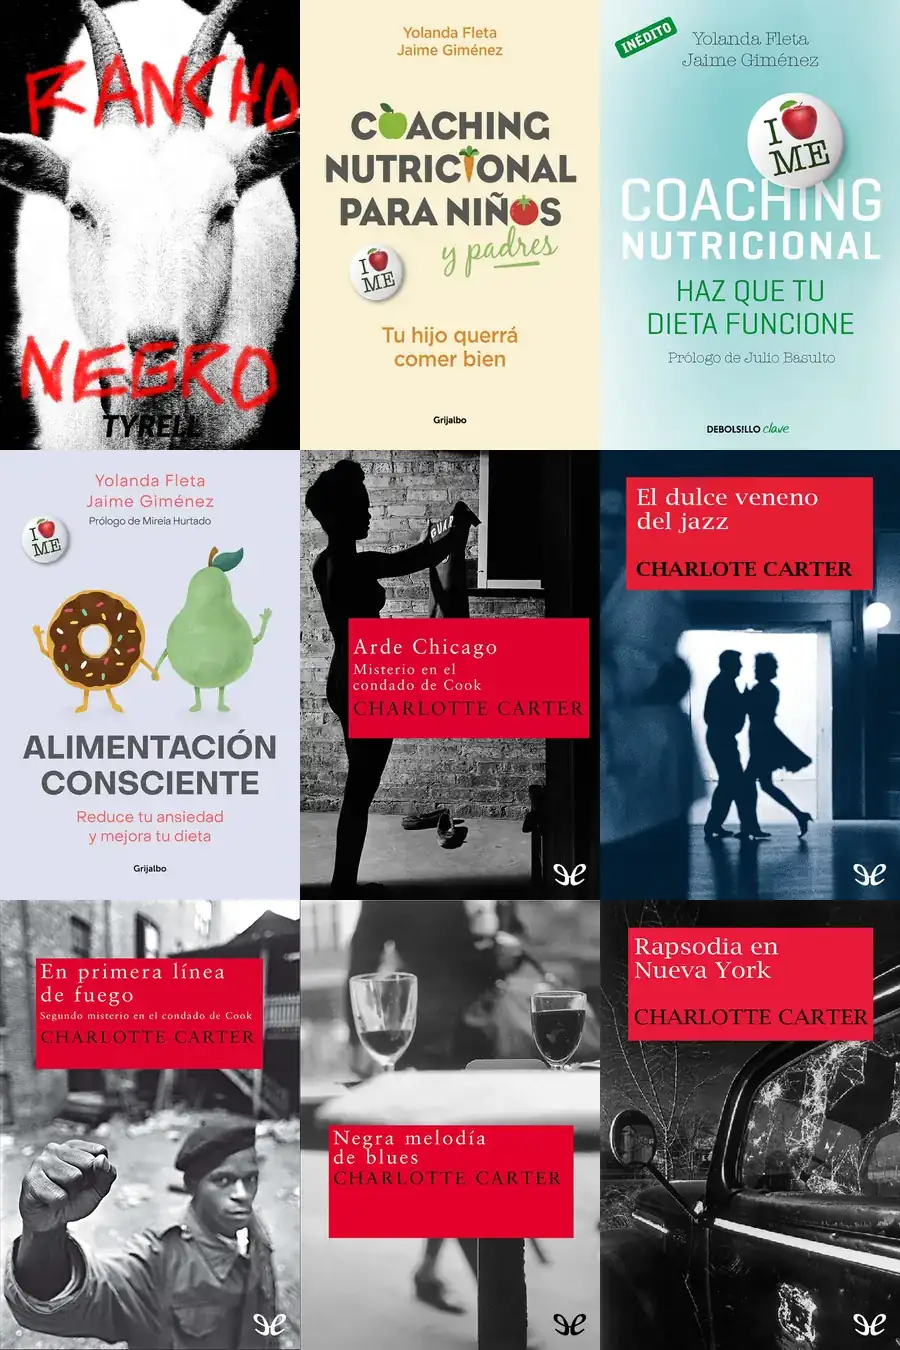 RANCHO
NEGRO
TYRELL
Yolanda Fleta
Jaime Giménez
COACHING
NUTRICIONAL
PARA NIÑOS
y padres
I
ME
Tu hijo querrá
comer bien
Grijalbo
INÉDITO
Yolanda Fleta
Jaime Giménez
I
ME
COACHING
NUTRICIONAL
HAZ QUE TU
DIETA FUNCIONE
Prólogo de Julio Basulto
DEBOLS!LLO clave
Yolanda Fleta
Jaime Giménez
Prólogo de Mireia Hurtado
I
ME
ALIMENTACIÓN
CONSCIENTE
Reduce tu ansiedad
y mejora tu dieta
Grijalbo
Arde Chicago
Misterio en el
condado de Cook
CHARLOTTE CARTER
El dulce veneno
del jazz
CHARLOTE CARTER
En primera línea
de fuego
Segundo misterio en el condado de Cook
CHARLOTTE CARTER
Negra melodía
de blues
CHARLOTTE CARTER
Rapsodia en
Nueva York
CHARLOTTE CARTER